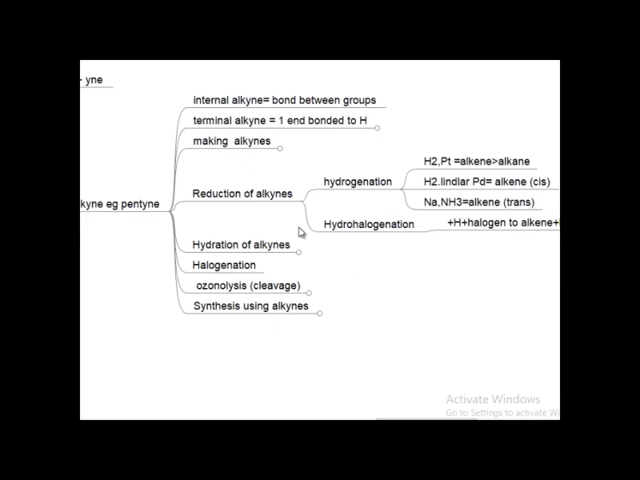 - yne
internal alkyne= bond between groups
terminal alkyne = 1 end bonded to H
making alkynes
H2,Pt =alkene>alkane
hydrogenation
H2.lindlar Pd= alkene (cis)
Reduction of alkynes
Na,NH3=alkene (trans)
kyne eg pentyne
Hydrohalogenation
+H+halogen to alkene+
Hydration of alkynes
Halogenation
ozonolysis (cleavage)
Synthesis using alkynes
Activate Windows
Go to Settings to activate Wi